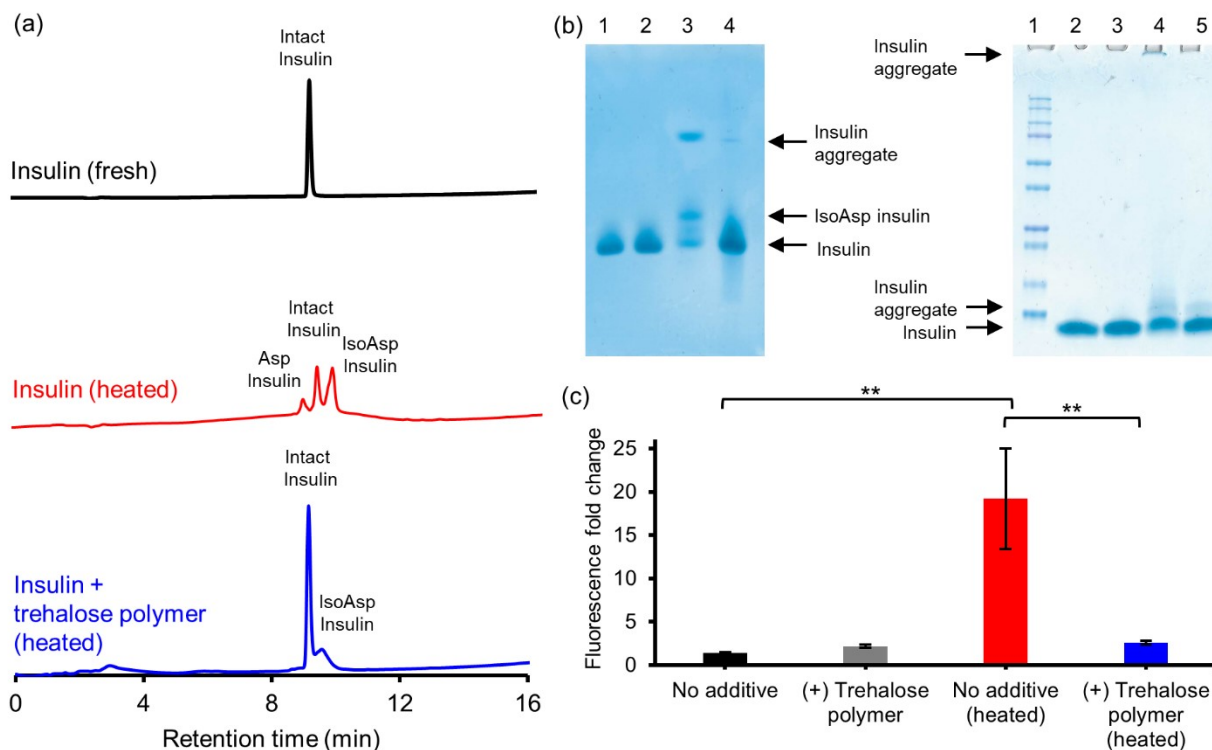 (a)
Intact
Insulin
Insulin (fresh)
Intact
Insulin
Asp
Insulin
IsoAsp
Insulin
Insulin (heated)
Intact
Insulin
Insulin +
trehalose polymer
(heated)
IsoAsp
Insulin
0 4 8 12 16
Retention time (min)
(b)
1 2 3 4
Insulin
aggregate
IsoAsp insulin
Insulin
1 2 3 4 5
Insulin
aggregate
Insulin
aggregate
Insulin
(c)
**
**
Fluorescence fold change
25
20
15
10
5
0
No additive
(+) Trehalose
polymer
No additive
(heated)
(+) Trehalose
polymer
(heated)